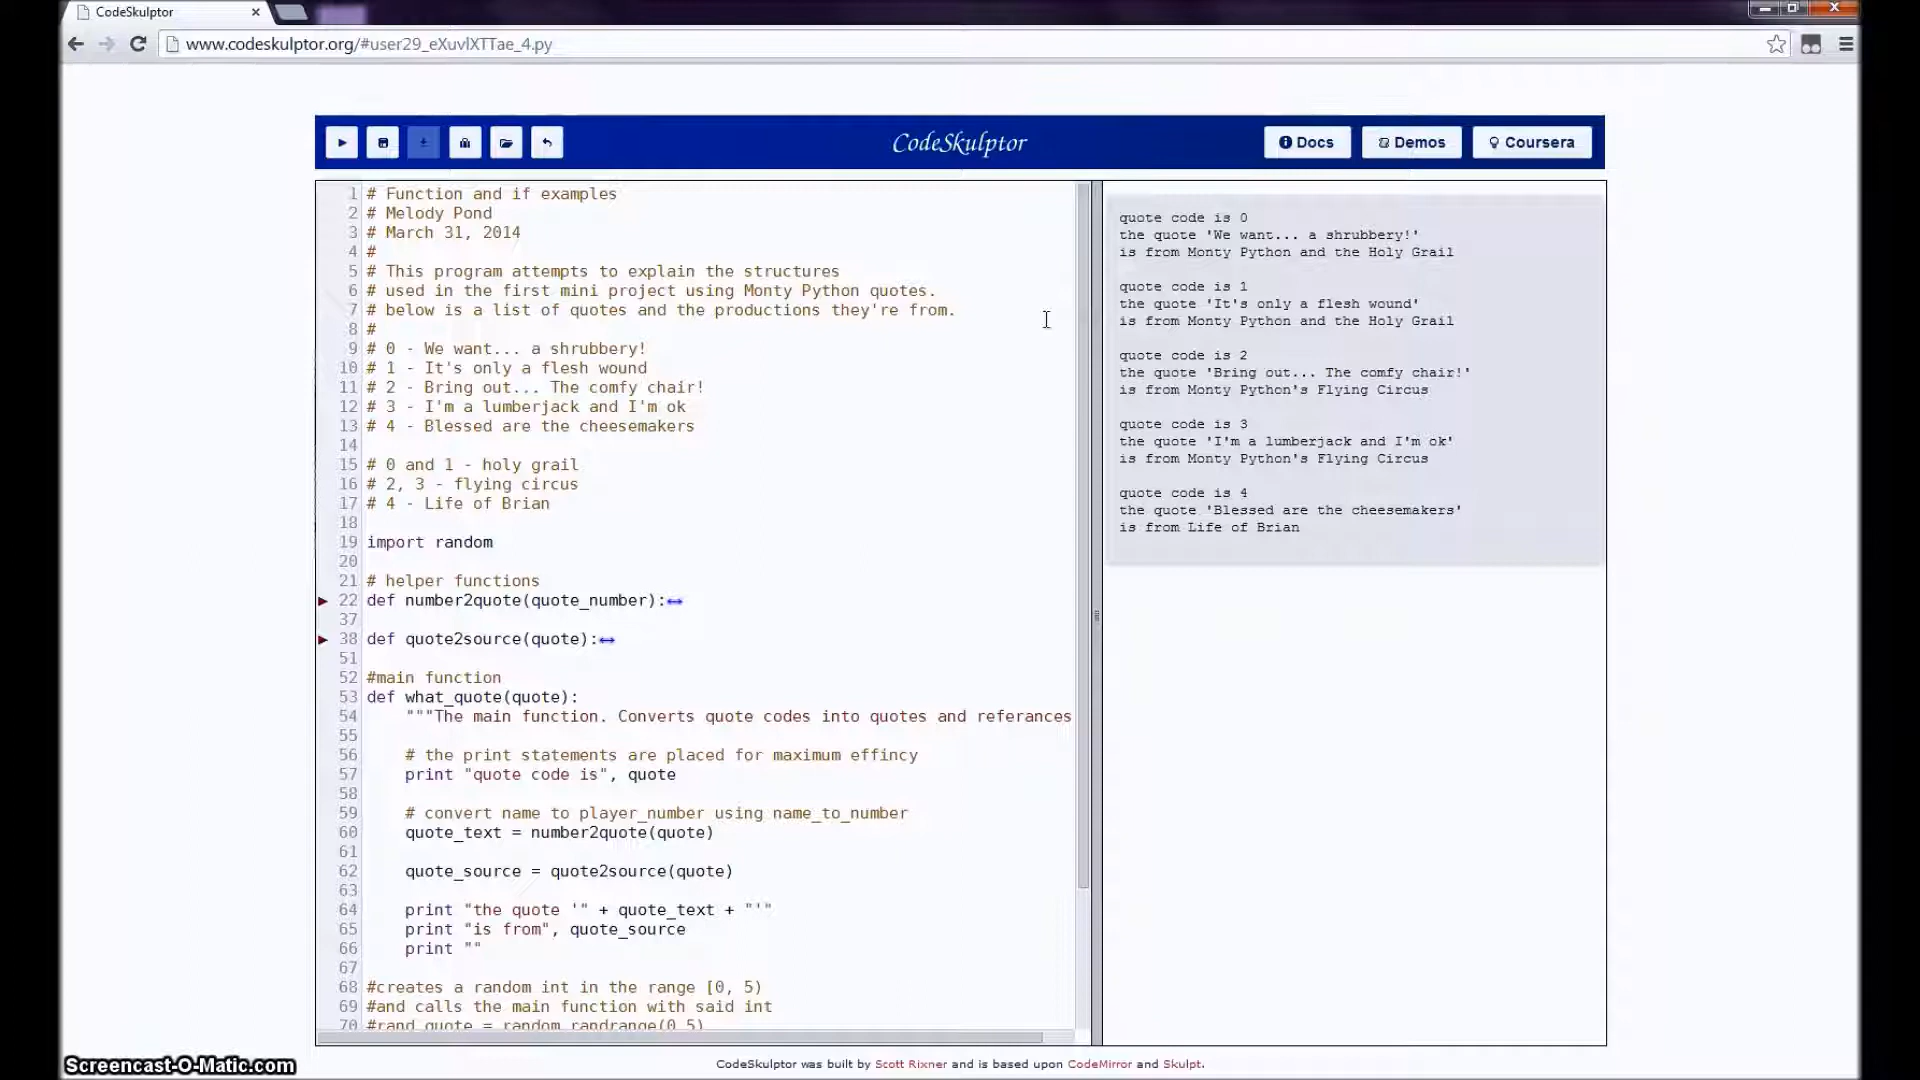 CodeSkulptor
www.codeskulptor.org/#user29_eXuvlXTTae_4.py
CodeSkulptor
Docs
Demos
Coursera
1 # Function and if examples
2 # Melody Pond
3 # March 31, 2014
4 #
5 # This program attempts to explain the structures
6 # used in the first mini project using Monty Python quotes.
7 # below is a list of quotes and the productions they're from.
8 #
9 # 0 - We want... a shrubbery!
10 # 1 - It's only a flesh wound
11 # 2 - Bring out... The comfy chair!
12 # 3 - I'm a lumberjack and I'm ok
13 # 4 - Blessed are the cheesemakers
14
15 # 0 and 1 - holy grail
16 # 2, 3 - flying circus
17 # 4 - Life of Brian
18
19 import random
20
21 # helper functions
22 def number2quote(quote_number):
37
38 def quote2source(quote):
51
52 #main function
53 def what_quote(quote):
54 """The main function. Converts quote codes into quotes and referances
55
56 # the print statements are placed for maximum effincy
57 print "quote code is", quote
58
59 # convert name to player_number using name_to_number
60 quote_text = number2quote(quote)
61
62 quote_source = quote2source(quote)
63
64 print "the quote '" + quote_text + "'"
65 print "is from", quote_source
66 print ""
67
68 #creates a random int in the range [0, 5)
69 #and calls the main function with said int
70 #rand_quote = random.randrange(0,5)
quote code is 0
the quote 'We want... a shrubbery!'
is from Monty Python and the Holy Grail
quote code is 1
the quote 'It's only a flesh wound'
is from Monty Python and the Holy Grail
quote code is 2
the quote 'Bring out... The comfy chair!'
is from Monty Python's Flying Circus
quote code is 3
the quote 'I'm a lumberjack and I'm ok'
is from Monty Python's Flying Circus
quote code is 4
the quote 'Blessed are the cheesemakers'
is from Life of Brian
CodeSkulptor was built by Scott Rixner and is based upon CodeMirror and Skulpt.
Screencast-O-Matic.com